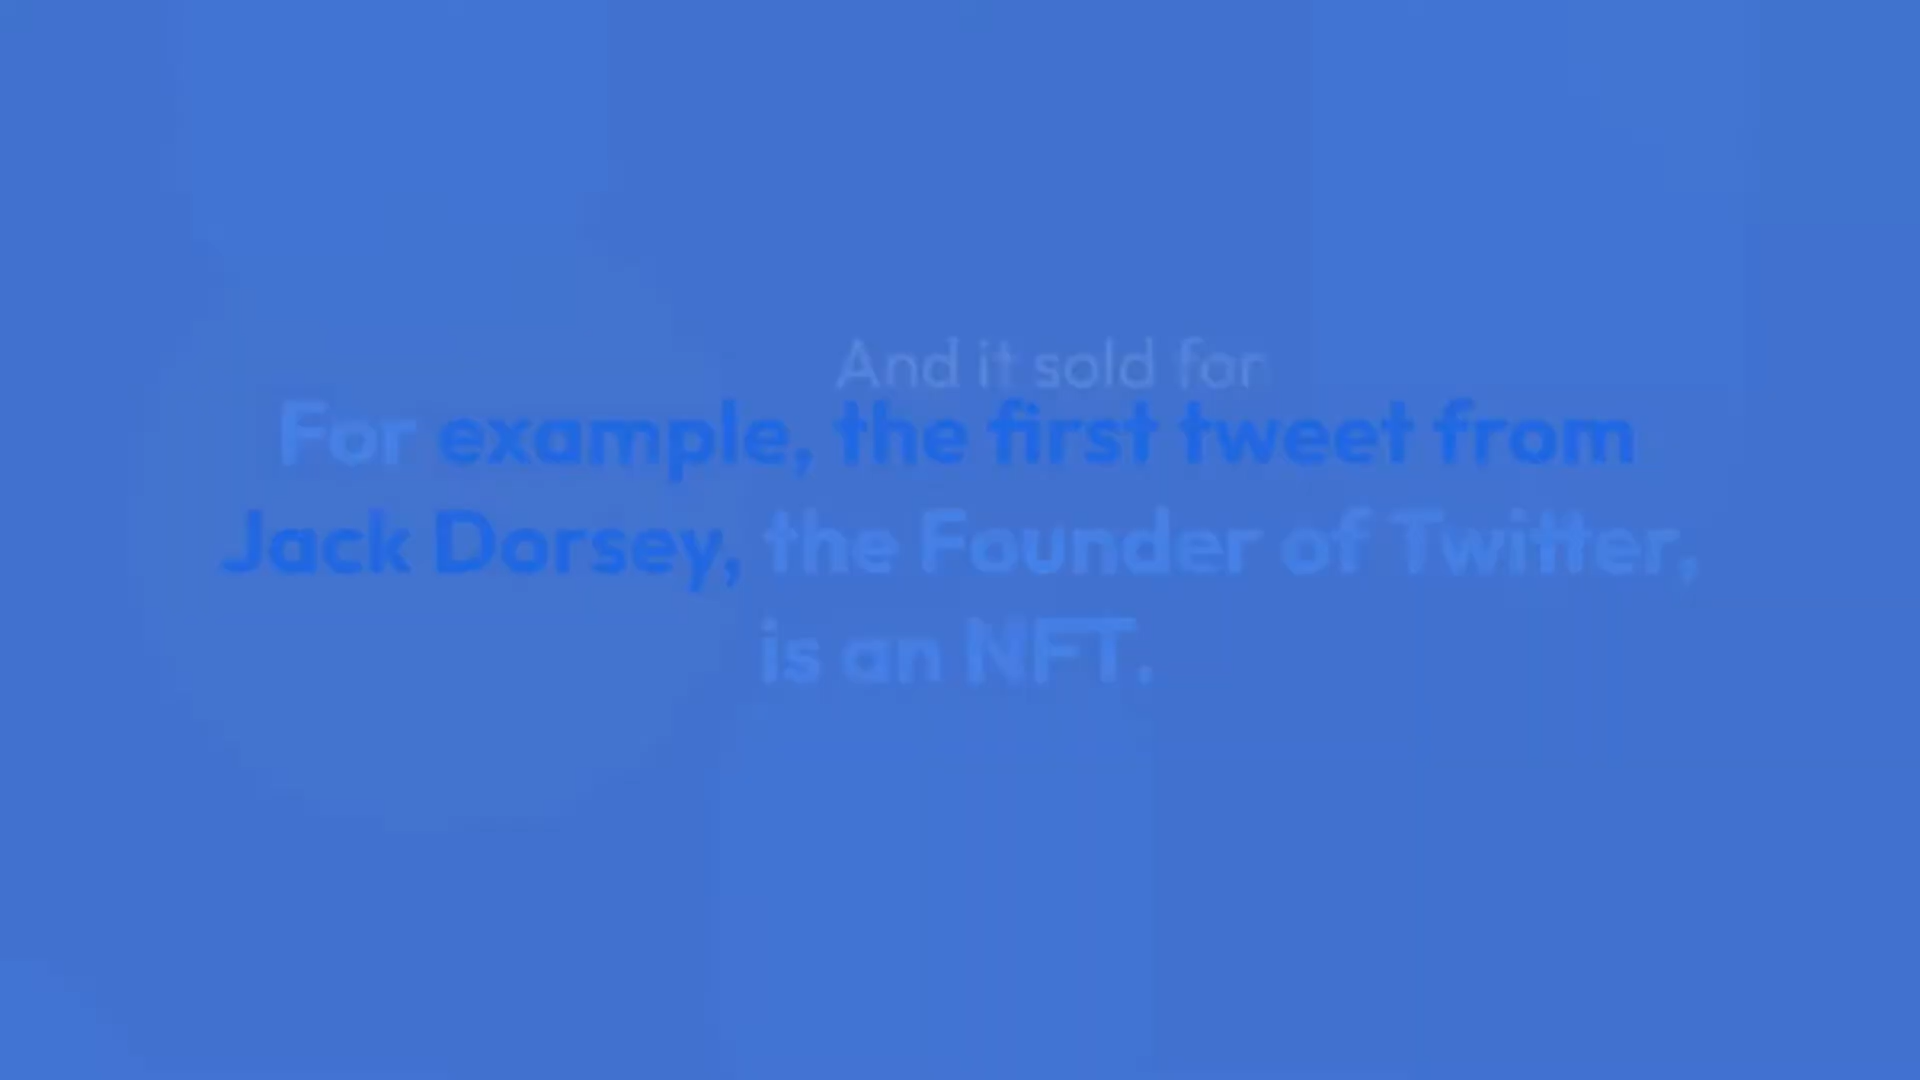 And it sold for
For example, the first tweet from
Jack Dorsey, the Founder of Twitter,
is an NFT.